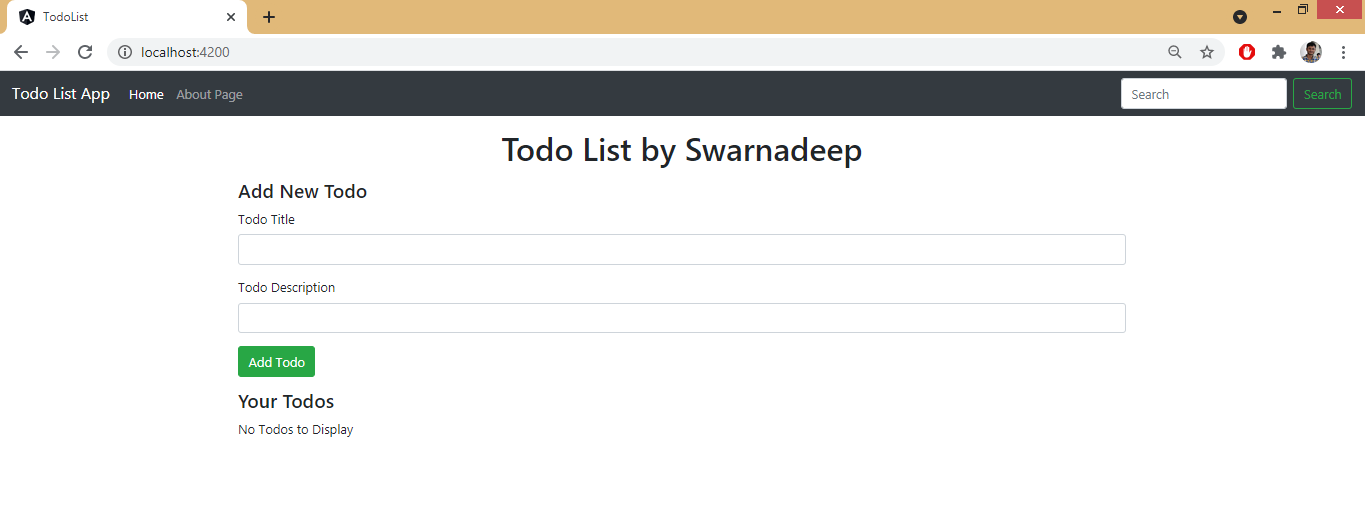 TodoList
localhost:4200
Todo List App Home About Page Search Search
Todo List by Swarnadeep
Add New Todo
Todo Title
Todo Description
Add Todo
Your Todos
No Todos to Display